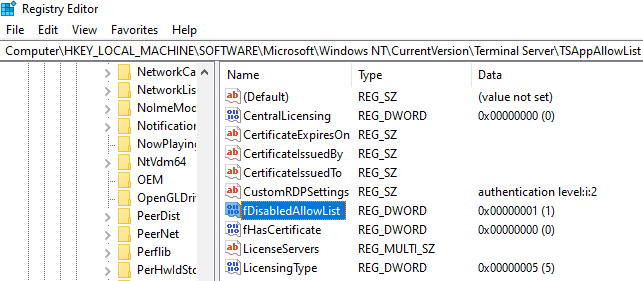 Registry Editor
File Edit View Favorites Help
Computer\HKEY_LOCAL_MACHINE\SOFTWARE\Microsoft\Windows NT\CurrentVersion\Terminal Server\TSAppAllowList
NetworkCa
NetworkList
NolmeMod
Notification
NowPlaying
NtVdm64
OEM
OpenGLDri
PeerDist
PeerNet
Perflib
PerHwIdSto
Name Type Data
(Default) REG_SZ (value not set)
CentralLicensing REG_DWORD 0x00000000 (0)
CertificateExpiresOn REG_SZ
CertificateIssuedBy REG_SZ
CertificateIssuedTo REG_SZ
CustomRDPSettings REG_SZ authentication level:i:2
fDisabledAllowList REG_DWORD 0x00000001 (1)
fHasCertificate REG_DWORD 0x00000000 (0)
LicenseServers REG_MULTI_SZ
LicensingType REG_DWORD 0x00000005 (5)